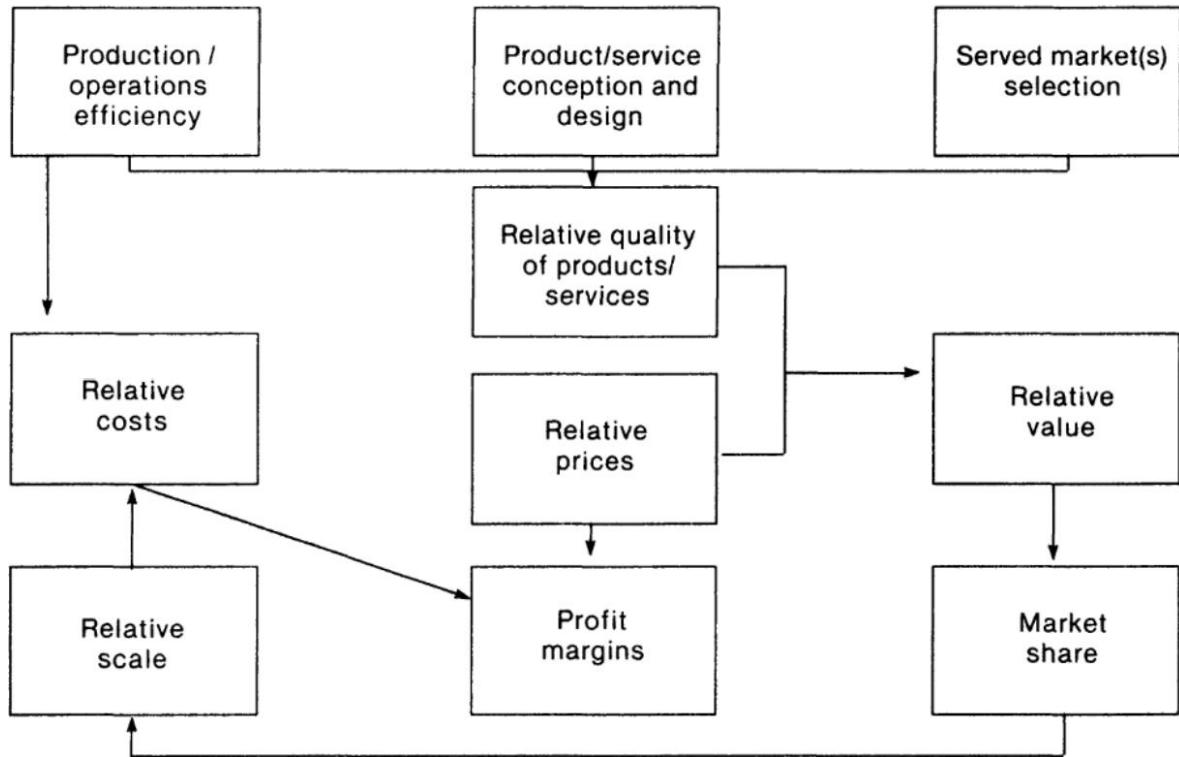 Production /
operations
efficiency
Product/service
conception and
design
Served market(s)
selection
Relative quality
of products/
services
Relative
costs
Relative
prices
Relative
value
Relative
scale
Profit
margins
Market
share